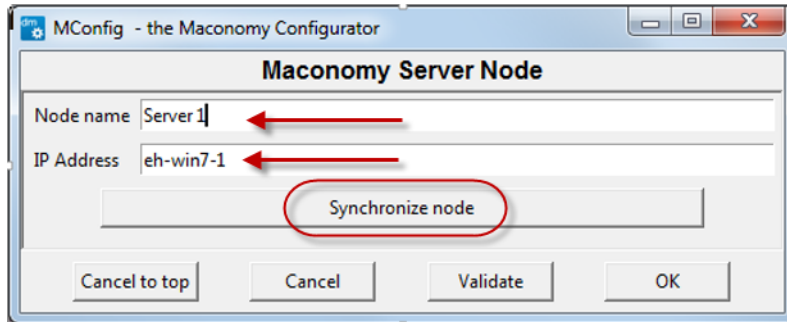 dm MConfig - the Maconomy Configurator
Maconomy Server Node
Node name Server 1
IP Address eh-win7-1
Synchronize node
Cancel to top Cancel Validate OK